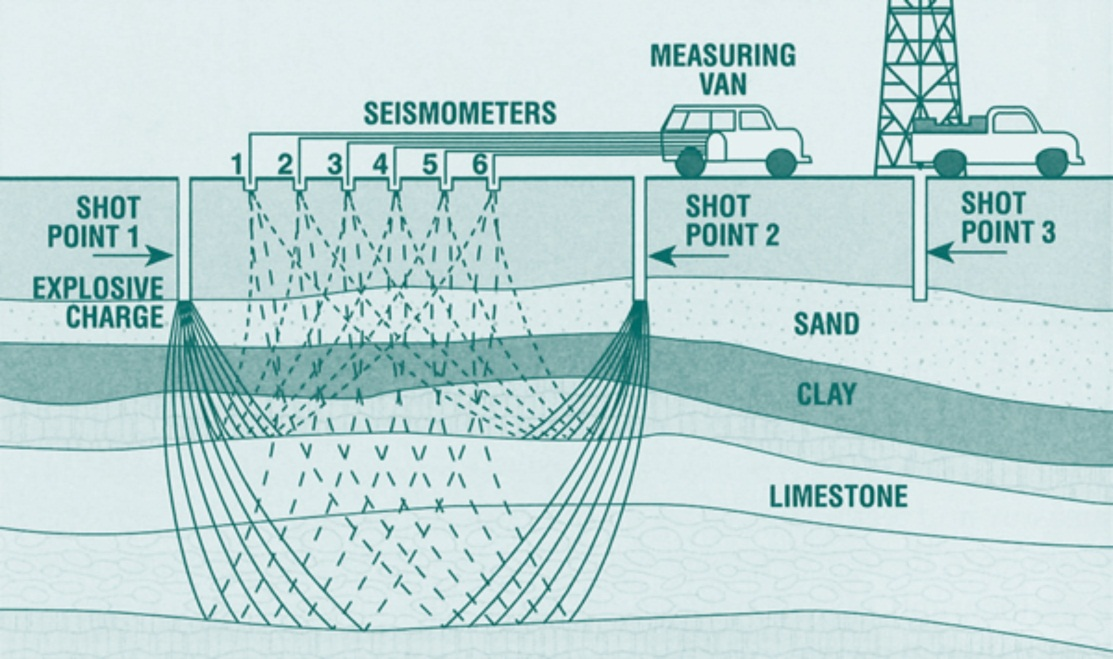 MEASURING
VAN
SEISMOMETERS
1 2 3 4 5 6
SHOT
POINT 1
SHOT
POINT 2
SHOT
POINT 3
EXPLOSIVE
CHARGE
SAND
CLAY
LIMESTONE